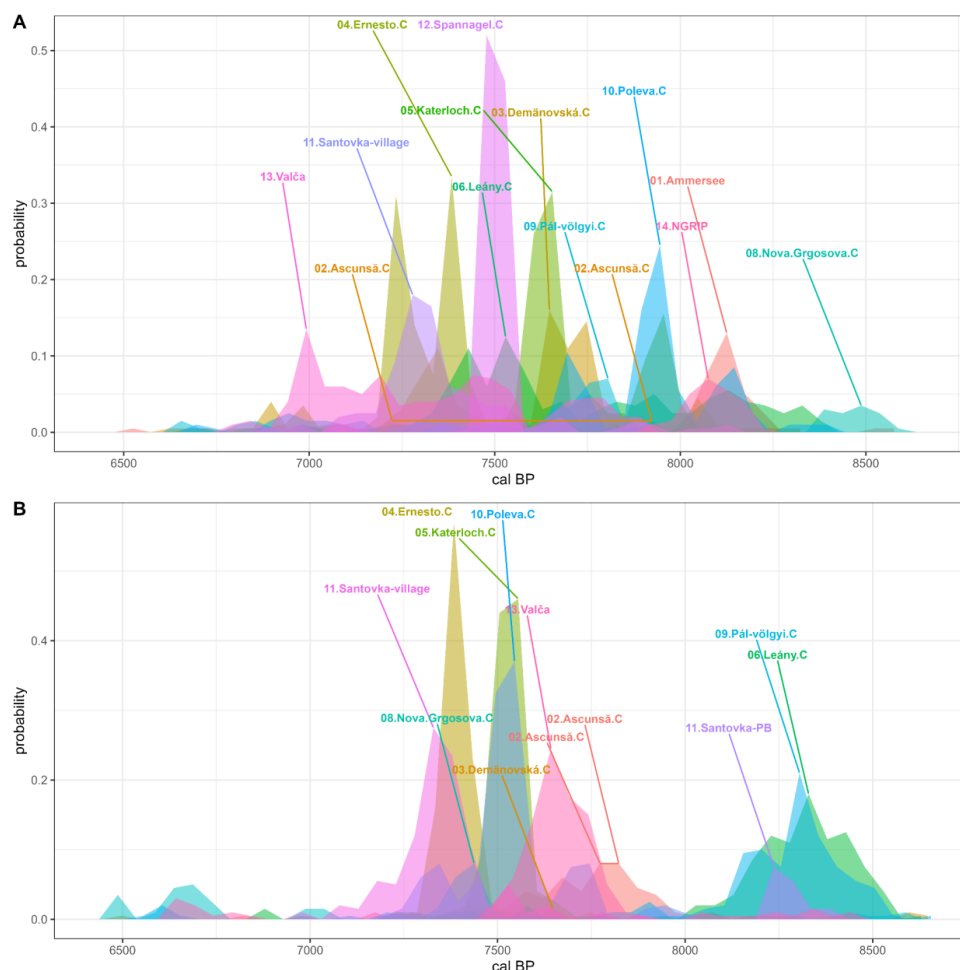 A
04.Ernesto.C
12.Spannagel.C
0.5
10.Poleva.C
05.Katerloch.C
03.Demänovská.C
0.4
11.Santovka-village
13.Valča
06.Leány.C
01.Ammersee
0.3
09.Pál-völgyi.C
14.NGRIP
08.Nova.Grgosova.C
02.Ascunsă.C
02.Ascunsă.C
0.2
0.1
0.0
probability
6500
7000
7500
8000
8500
cal BP
B
04.Ernesto.C
10.Poleva.C
05.Katerloch.C
11.Santovka-village
13.Valča
09.Pál-völgyi.C
06.Leány.C
0.4
08.Nova.Grgosova.C
02.Ascunsă.C
02.Ascunsă.C
11.Santovka-PB
03.Demänovská.C
0.2
0.0
probability
6500
7000
7500
8000
8500
cal BP